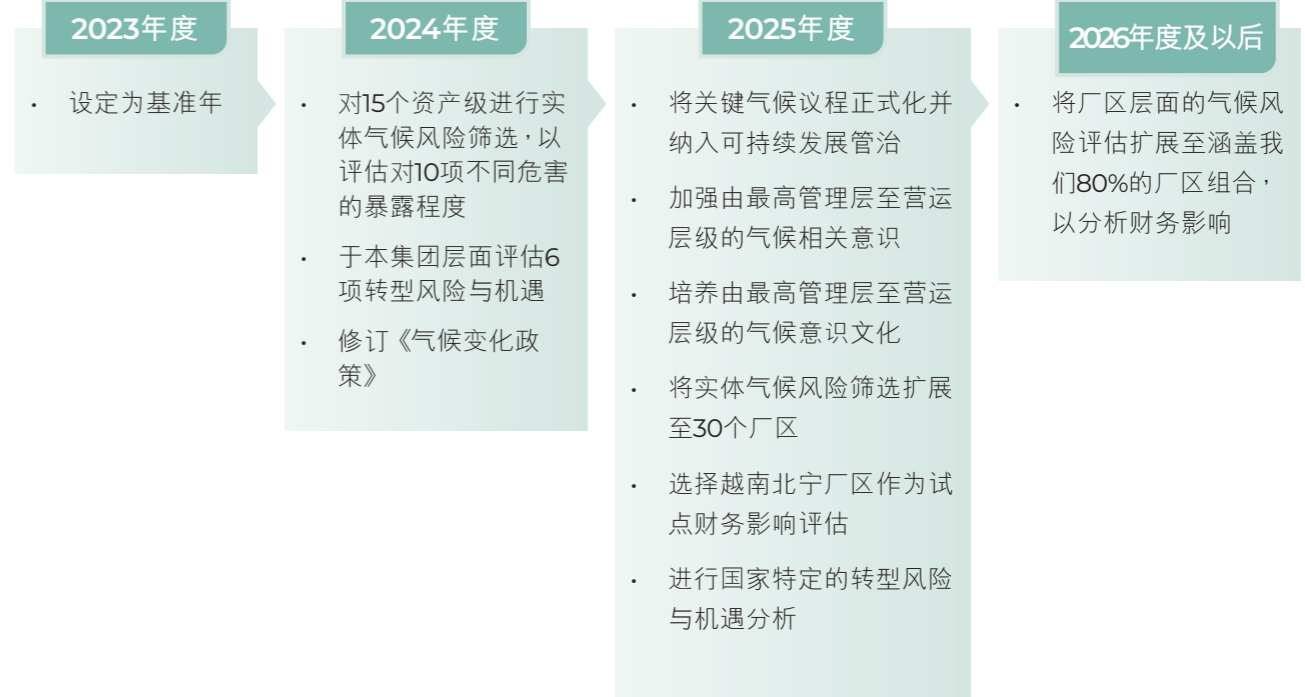 2023年度
• 设定为基准年
2024年度
• 对15个资产级进行实
体气候风险筛选，以
评估对10项不同危害
的暴露程度
• 于本集团层面评估6
项转型风险与机遇
• 修订《气候变化政
策》
2025年度
• 将关键气候议程正式化并
纳入可持续发展管治
• 加强由最高管理层至营运
层级的气候相关意识
• 培养由最高管理层至营运
层级的气候意识文化
• 将实体气候风险筛选扩展
至30个厂区
• 选择越南北宁厂区作为试
点财务影响评估
• 进行国家特定的转型风险
与机遇分析
2026年度及以后
• 将厂区层面的气候风
险评估扩展至涵盖我
们80%的厂区组合，
以分析财务影响